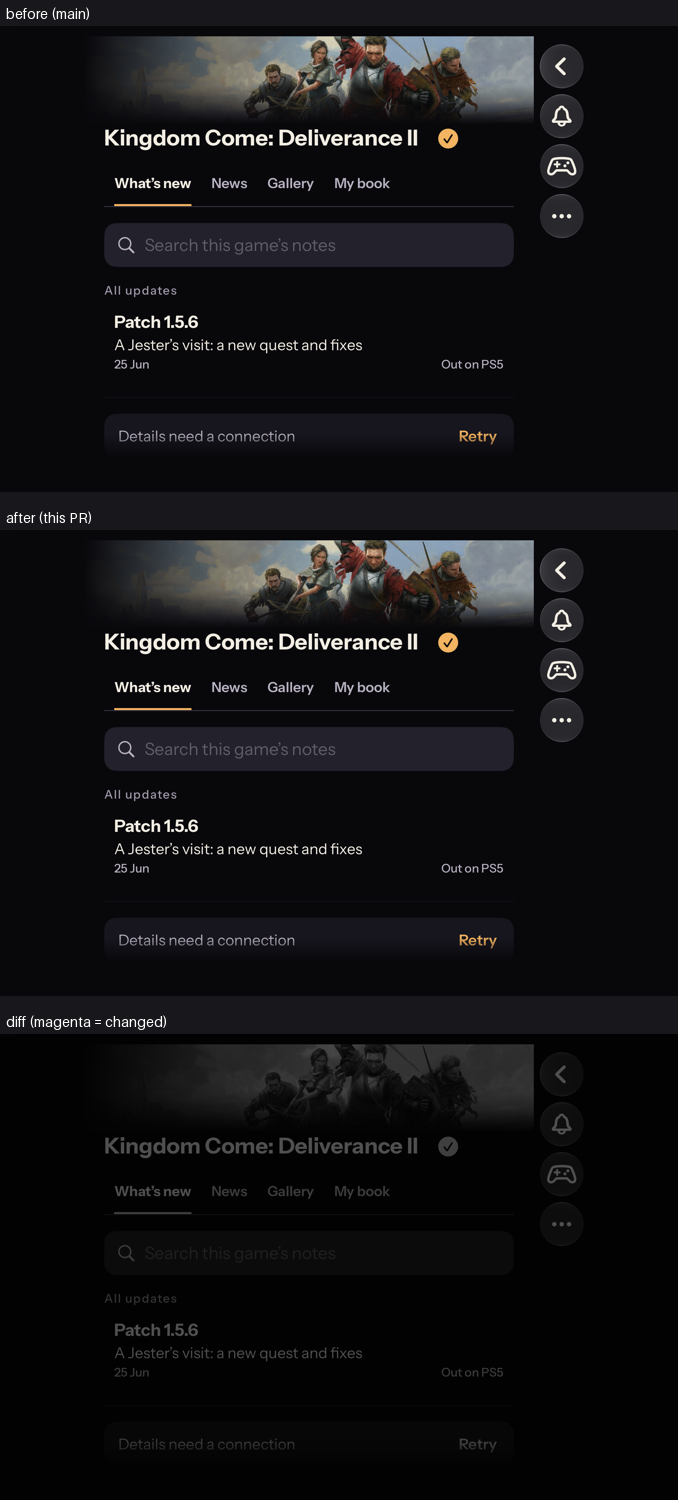 before (main)
Kingdom Come: Deliverance II
What's new News Gallery My book
Search this game's notes
All updates
Patch 1.5.6
A Jester's visit: a new quest and fixes
25 Jun Out on PS5
Details need a connection Retry
after (this PR)
Kingdom Come: Deliverance II
What's new News Gallery My book
Search this game's notes
All updates
Patch 1.5.6
A Jester's visit: a new quest and fixes
25 Jun Out on PS5
Details need a connection Retry
diff (magenta = changed)
Kingdom Come: Deliverance II
What's new News Gallery My book
Search this game's notes
All updates
Patch 1.5.6
A Jester's visit: a new quest and fixes
25 Jun Out on PS5
Details need a connection Retry